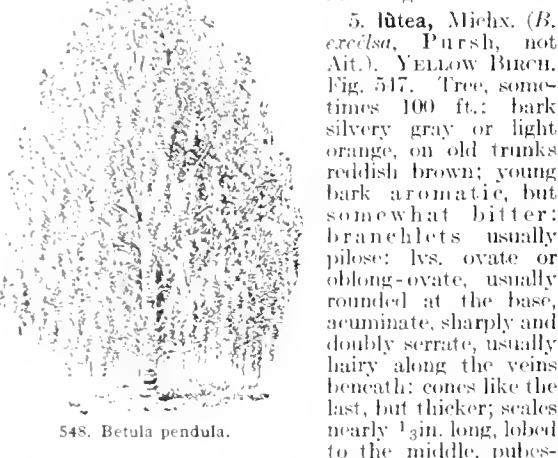 5. lùtea, Michx. (B.
excélsa, Pursh, not
Ait.). YELLOW BIRCH.
Fig. 547. Tree, some-
times 100 ft.: bark
silvery gray or light
orange, on old trunks
reddish brown; young
bark aromatic, but
somewhat bitter:
branchlets usually
pilose: lvs. ovate or
oblong-ovate, usually
rounded at the base,
acuminate, sharply and
doubly serrate, usually
hairy along the veins
beneath: cones like the
last, but thicker; scales
nearly ⅓in. long, lobed
to the middle, pubes-
548. Betula pendula.